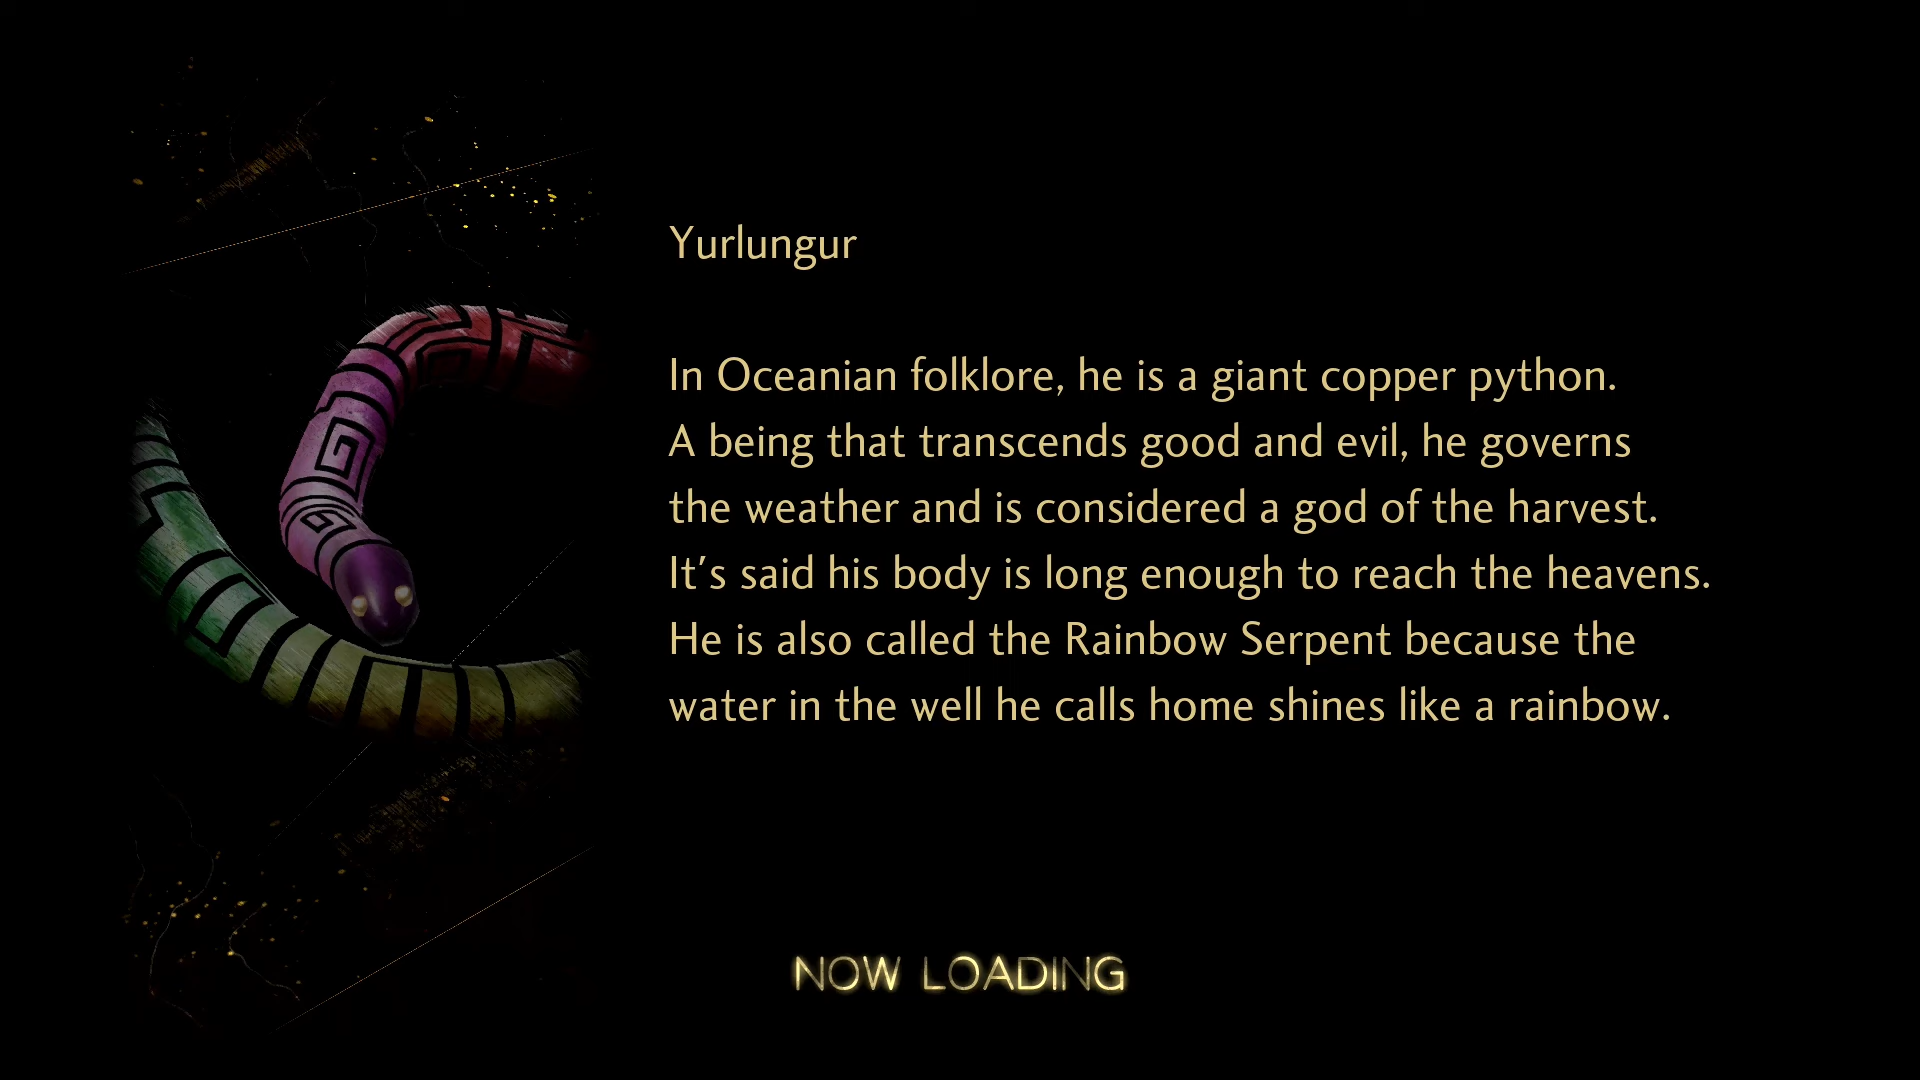 Yurlungur
In Oceanian folklore, he is a giant copper python.
A being that transcends good and evil, he governs
the weather and is considered a god of the harvest.
It's said his body is long enough to reach the heavens.
He is also called the Rainbow Serpent because the
water in the well he calls home shines like a rainbow.
NOW LOADING